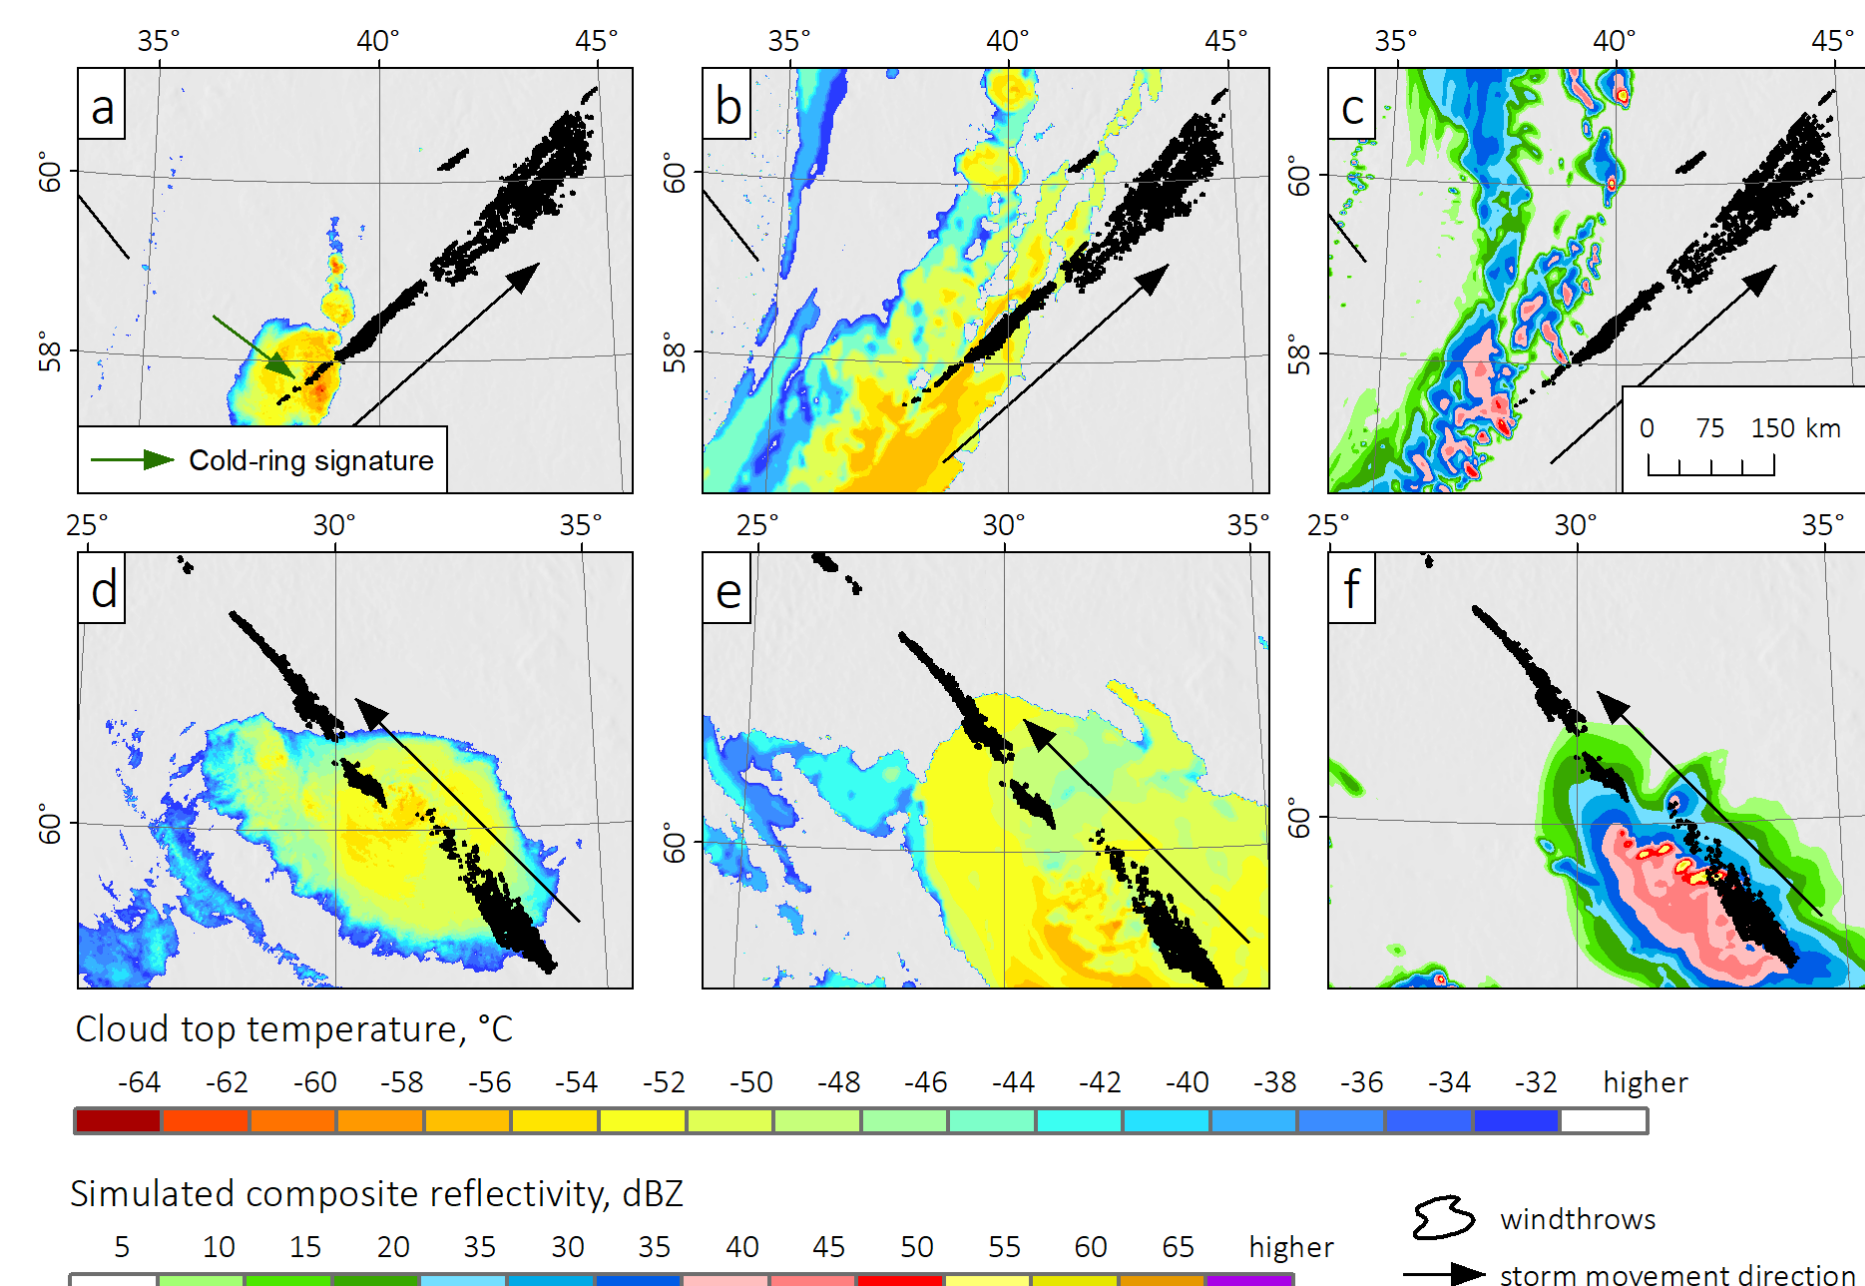 35° 40° 45° 35° 40° 45° 35° 40° 45°
a b c
60° 60° 60°
58° 58° 58°
Cold-ring signature
0 75 150 km
25° 30° 35° 25° 30° 35° 25° 30° 35°
d e f
60° 60° 60°
Cloud top temperature, °C
-64 -62 -60 -58 -56 -54 -52 -50 -48 -46 -44 -42 -40 -38 -36 -34 -32 higher
Simulated composite reflectivity, dBZ
5 10 15 20 35 30 35 40 45 50 55 60 65 higher
windthrows
storm movement direction